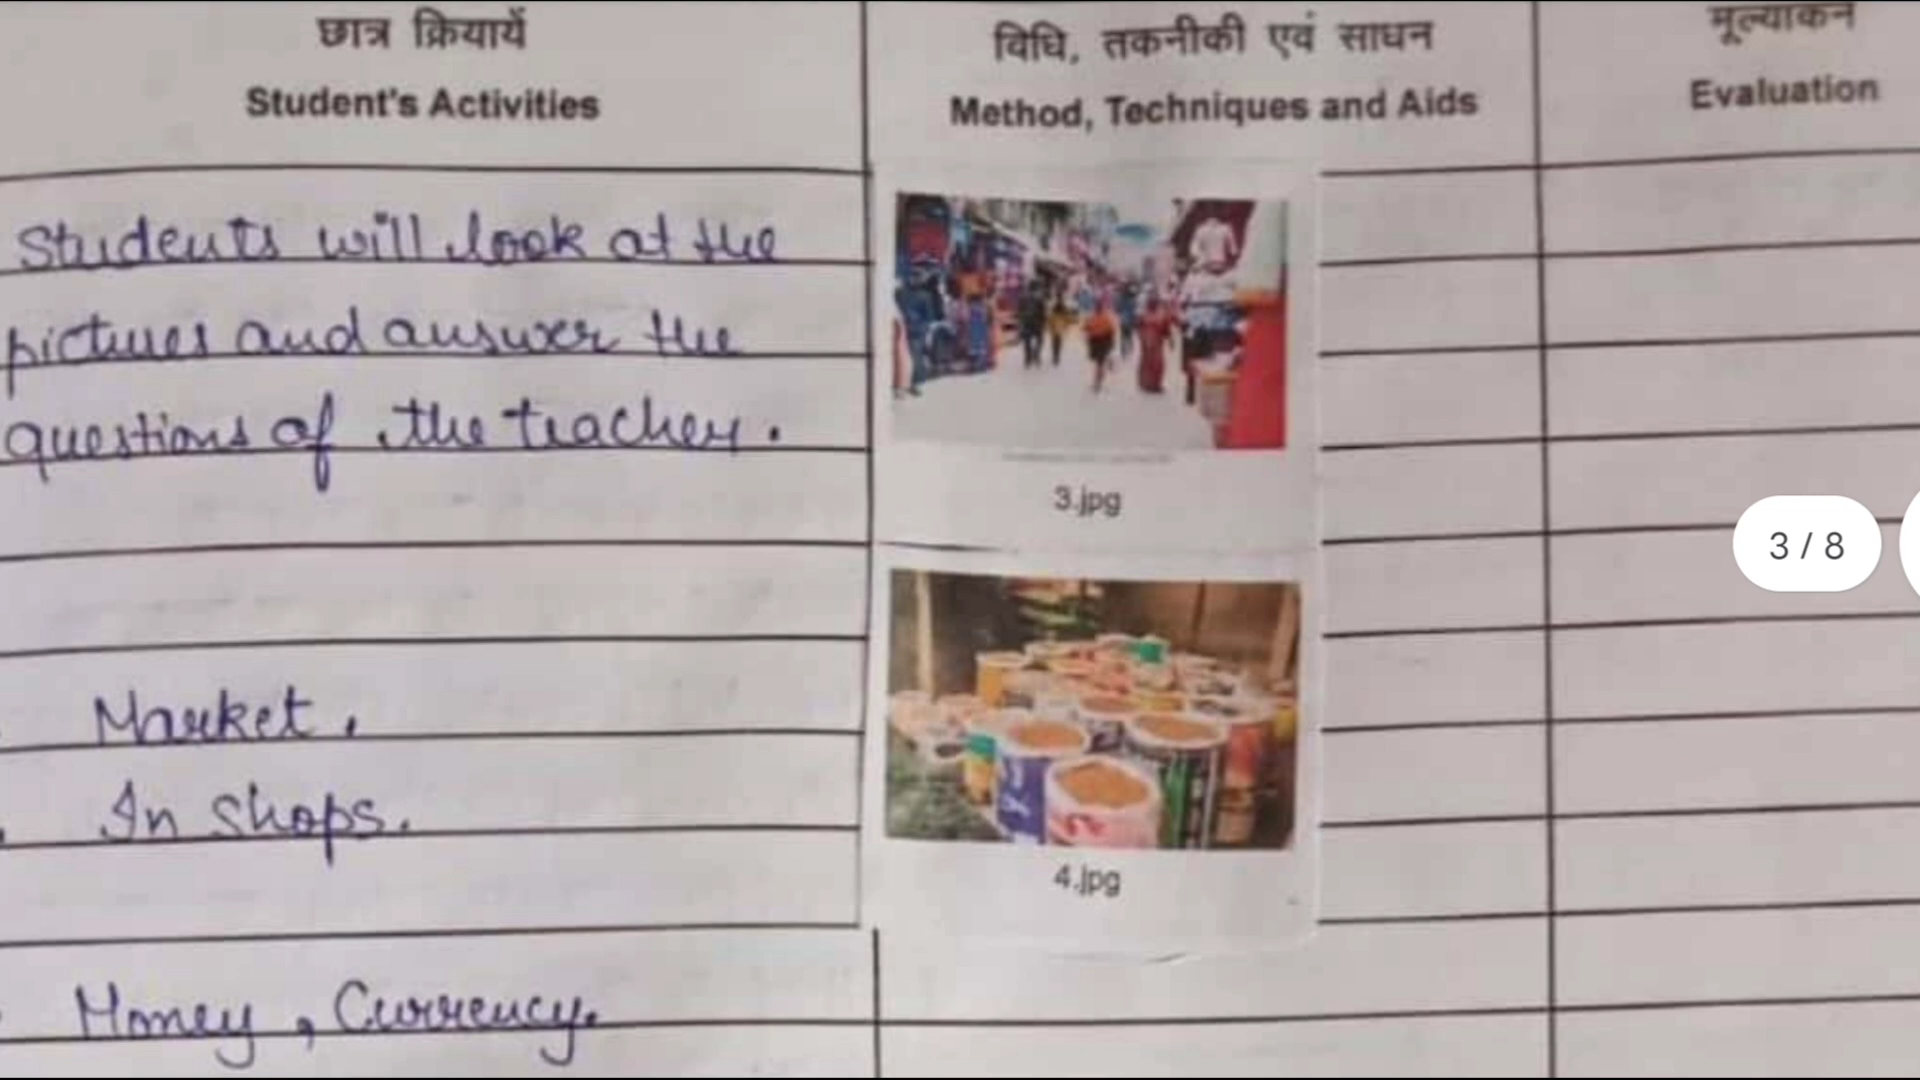 छात्र क्रियायें
Student's Activities
विधि, तकनीकी एवं साधन
Method, Techniques and Aids
मूल्यांकन
Evaluation
Students will look at the
pictures and answer the
questions of the teacher.
Market.
In shops.
Money, Currency.
3.jpg
4.jpg
3 / 8